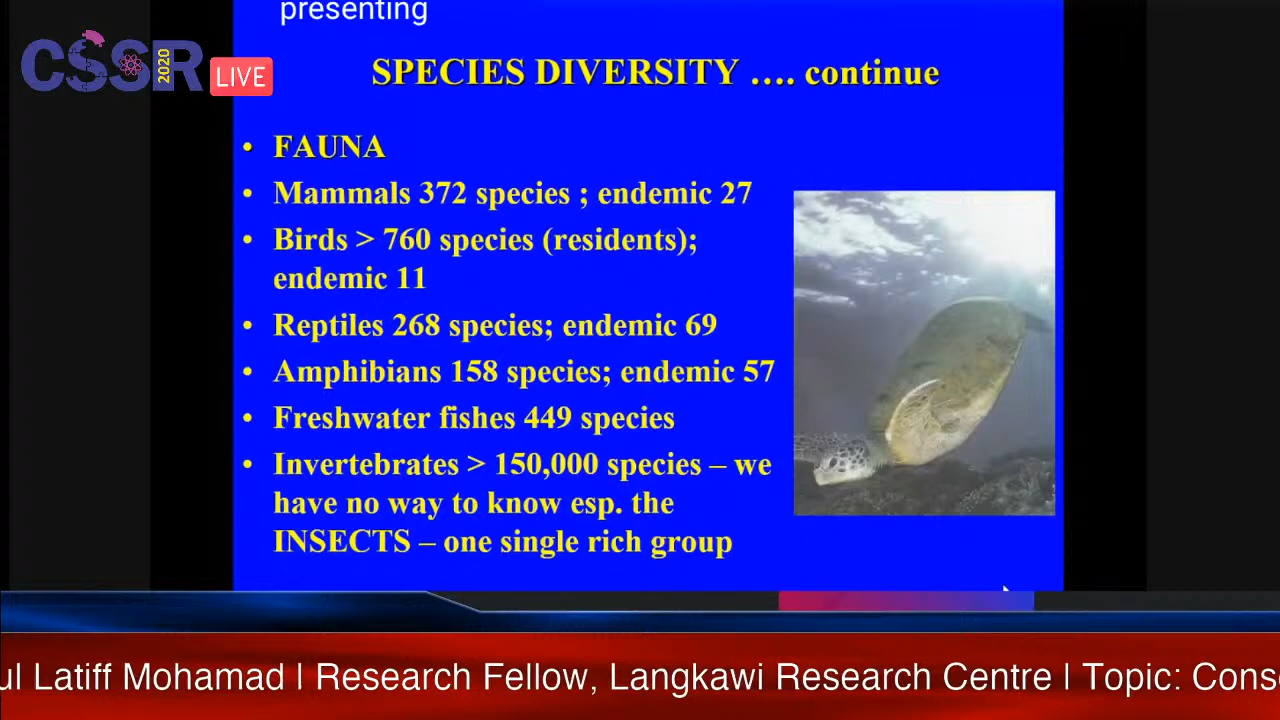 presenting
CSSR 2020
LIVE
SPECIES DIVERSITY …. continue
• FAUNA
• Mammals 372 species ; endemic 27
• Birds > 760 species (residents);
endemic 11
• Reptiles 268 species; endemic 69
• Amphibians 158 species; endemic 57
• Freshwater fishes 449 species
• Invertebrates > 150,000 species – we
have no way to know esp. the
INSECTS – one single rich group
ul Latiff Mohamad | Research Fellow, Langkawi Research Centre | Topic: Cons